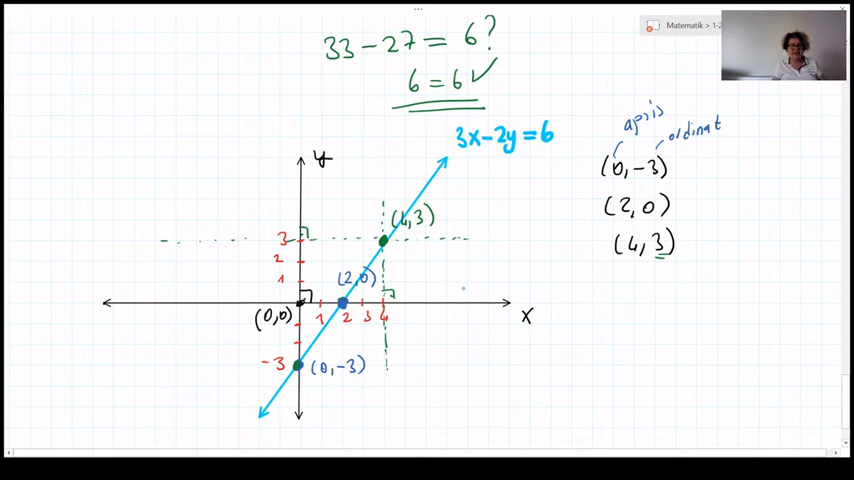 33 - 27 = 6?
Matematik > 1-2
6 = 6 ✓
3x-2y=6
apsis
ordinat
y
(0,-3)
(2,0)
(4,3)
(4,3)
3
2
(2,0)
1
(0,0)
1 2 3 4
x
-3
(0,-3)